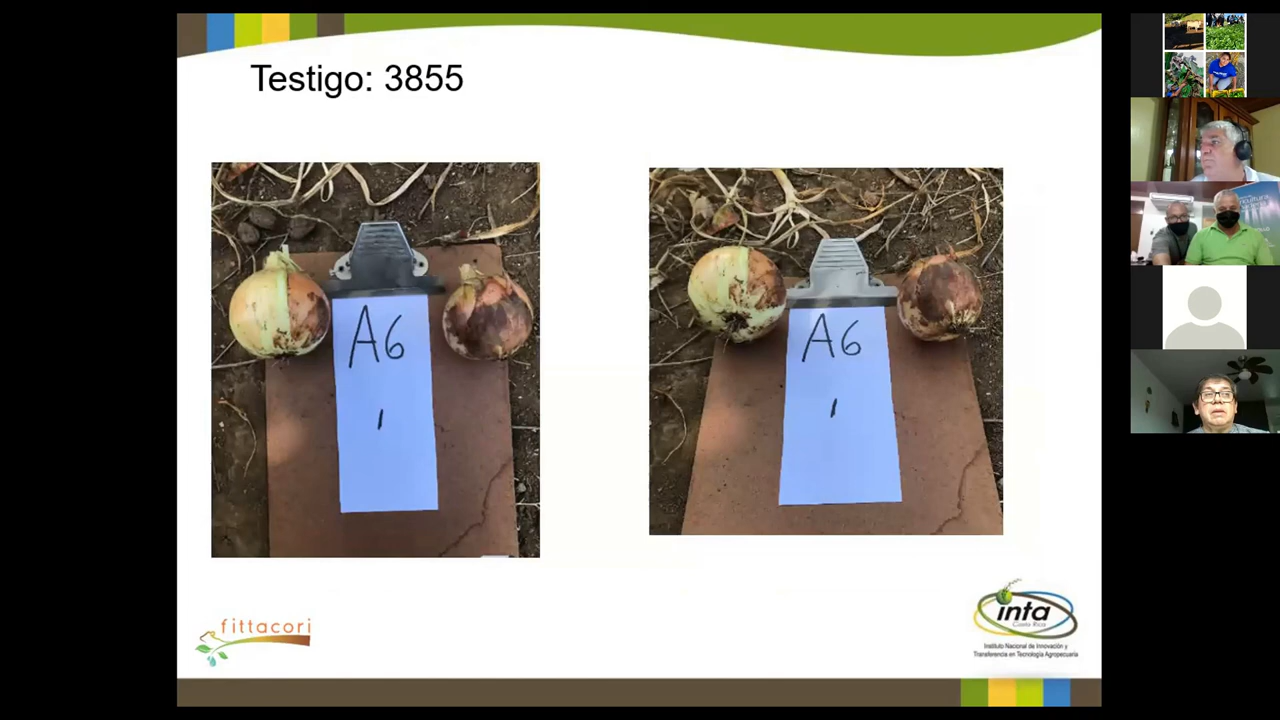 Testigo: 3855
A6
1
A6
1
fittacori
inta
Costa Rica
Instituto Nacional de Innovación y
Transferencia en Tecnología Agropecuaria